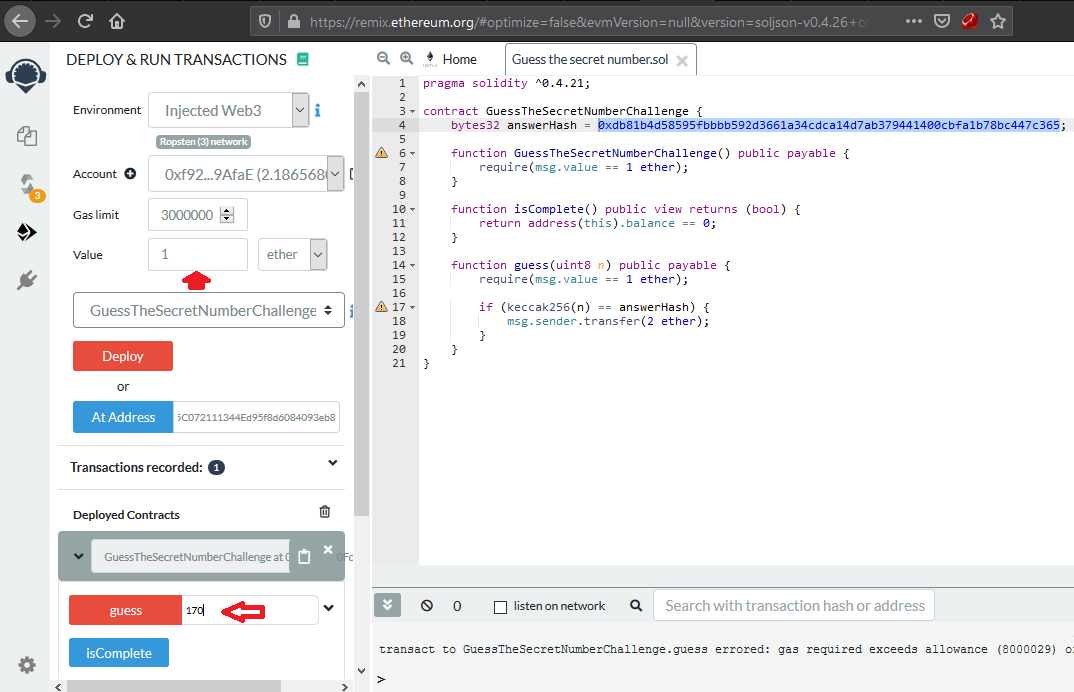 https://remix.ethereum.org/#optimize=false&evmVersion=null&version=soljson-v0.4.26+co
DEPLOY & RUN TRANSACTIONS
Environment
Injected Web3
Ropsten (3) network
Account
0xf92...9AfaE (2.1865680
Gas limit
3000000
Value
1
ether
GuessTheSecretNumberChallenge
Deploy
or
At Address
5C072111344Ed95f8d6084093eb8
Transactions recorded: 1
Deployed Contracts
GuessTheSecretNumberChallenge at 0
guess
170
isComplete
3
Home
Guess the secret number.sol
1 pragma solidity ^0.4.21;
2
3 contract GuessTheSecretNumberChallenge {
4 bytes32 answerHash = 0xdb81b4d58595fbbbb592d3661a34cdca14d7ab379441400cbfa1b78bc447c365;
5
6 function GuessTheSecretNumberChallenge() public payable {
7 require(msg.value == 1 ether);
8 }
9
10 function isComplete() public view returns (bool) {
11 return address(this).balance == 0;
12 }
13
14 function guess(uint8 n) public payable {
15 require(msg.value == 1 ether);
16
17 if (keccak256(n) == answerHash) {
18 msg.sender.transfer(2 ether);
19 }
20 }
21 }
0
listen on network
Search with transaction hash or address
transact to GuessTheSecretNumberChallenge.guess errored: gas required exceeds allowance (8000029) o
>